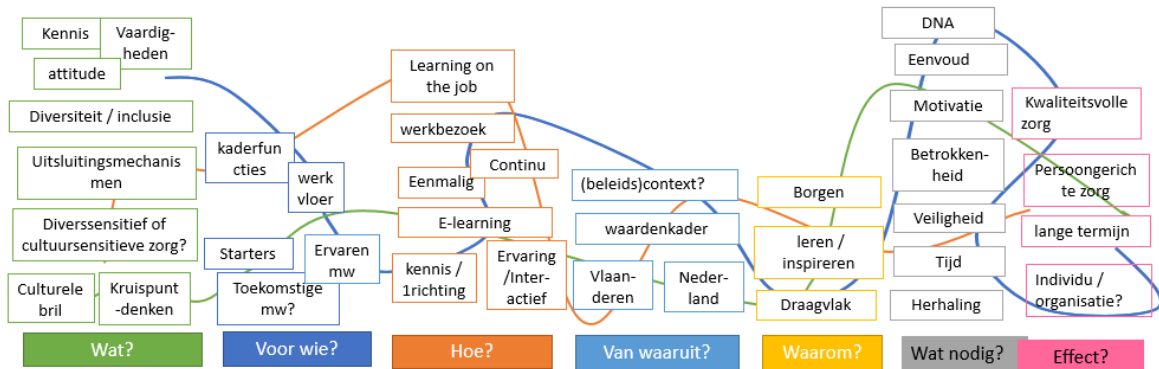 Kennis
Vaardig-
heden
attitude
Diversiteit / inclusie
Uitsluitingsmechanis
men
Diverssensitief of
cultuursensitieve zorg?
Culturele
bril
Kruispunt
-denken
Wat?
kaderfun
cties
werk
vloer
Starters
Ervaren
mw
Toekomstige
mw?
Voor wie?
Learning on
the job
werkbezoek
Continu
Eenmalig
E-learning
kennis /
1richting
Ervaring
/Inter-
actief
Hoe?
(beleids)context?
waardenkader
Vlaan-
deren
Neder-
land
Van waaruit?
Borgen
leren /
inspireren
Draagvlak
Waarom?
DNA
Eenvoud
Motivatie
Betrokken-
heid
Veiligheid
Tijd
Herhaling
Wat nodig?
Kwaliteitsvolle
zorg
Persoongerich
te zorg
lange termijn
Individu /
organisatie?
Effect?